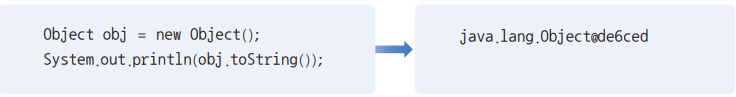 Object obj = new Object();
System.out.println(obj.toString());
java.lang.Object@de6ced